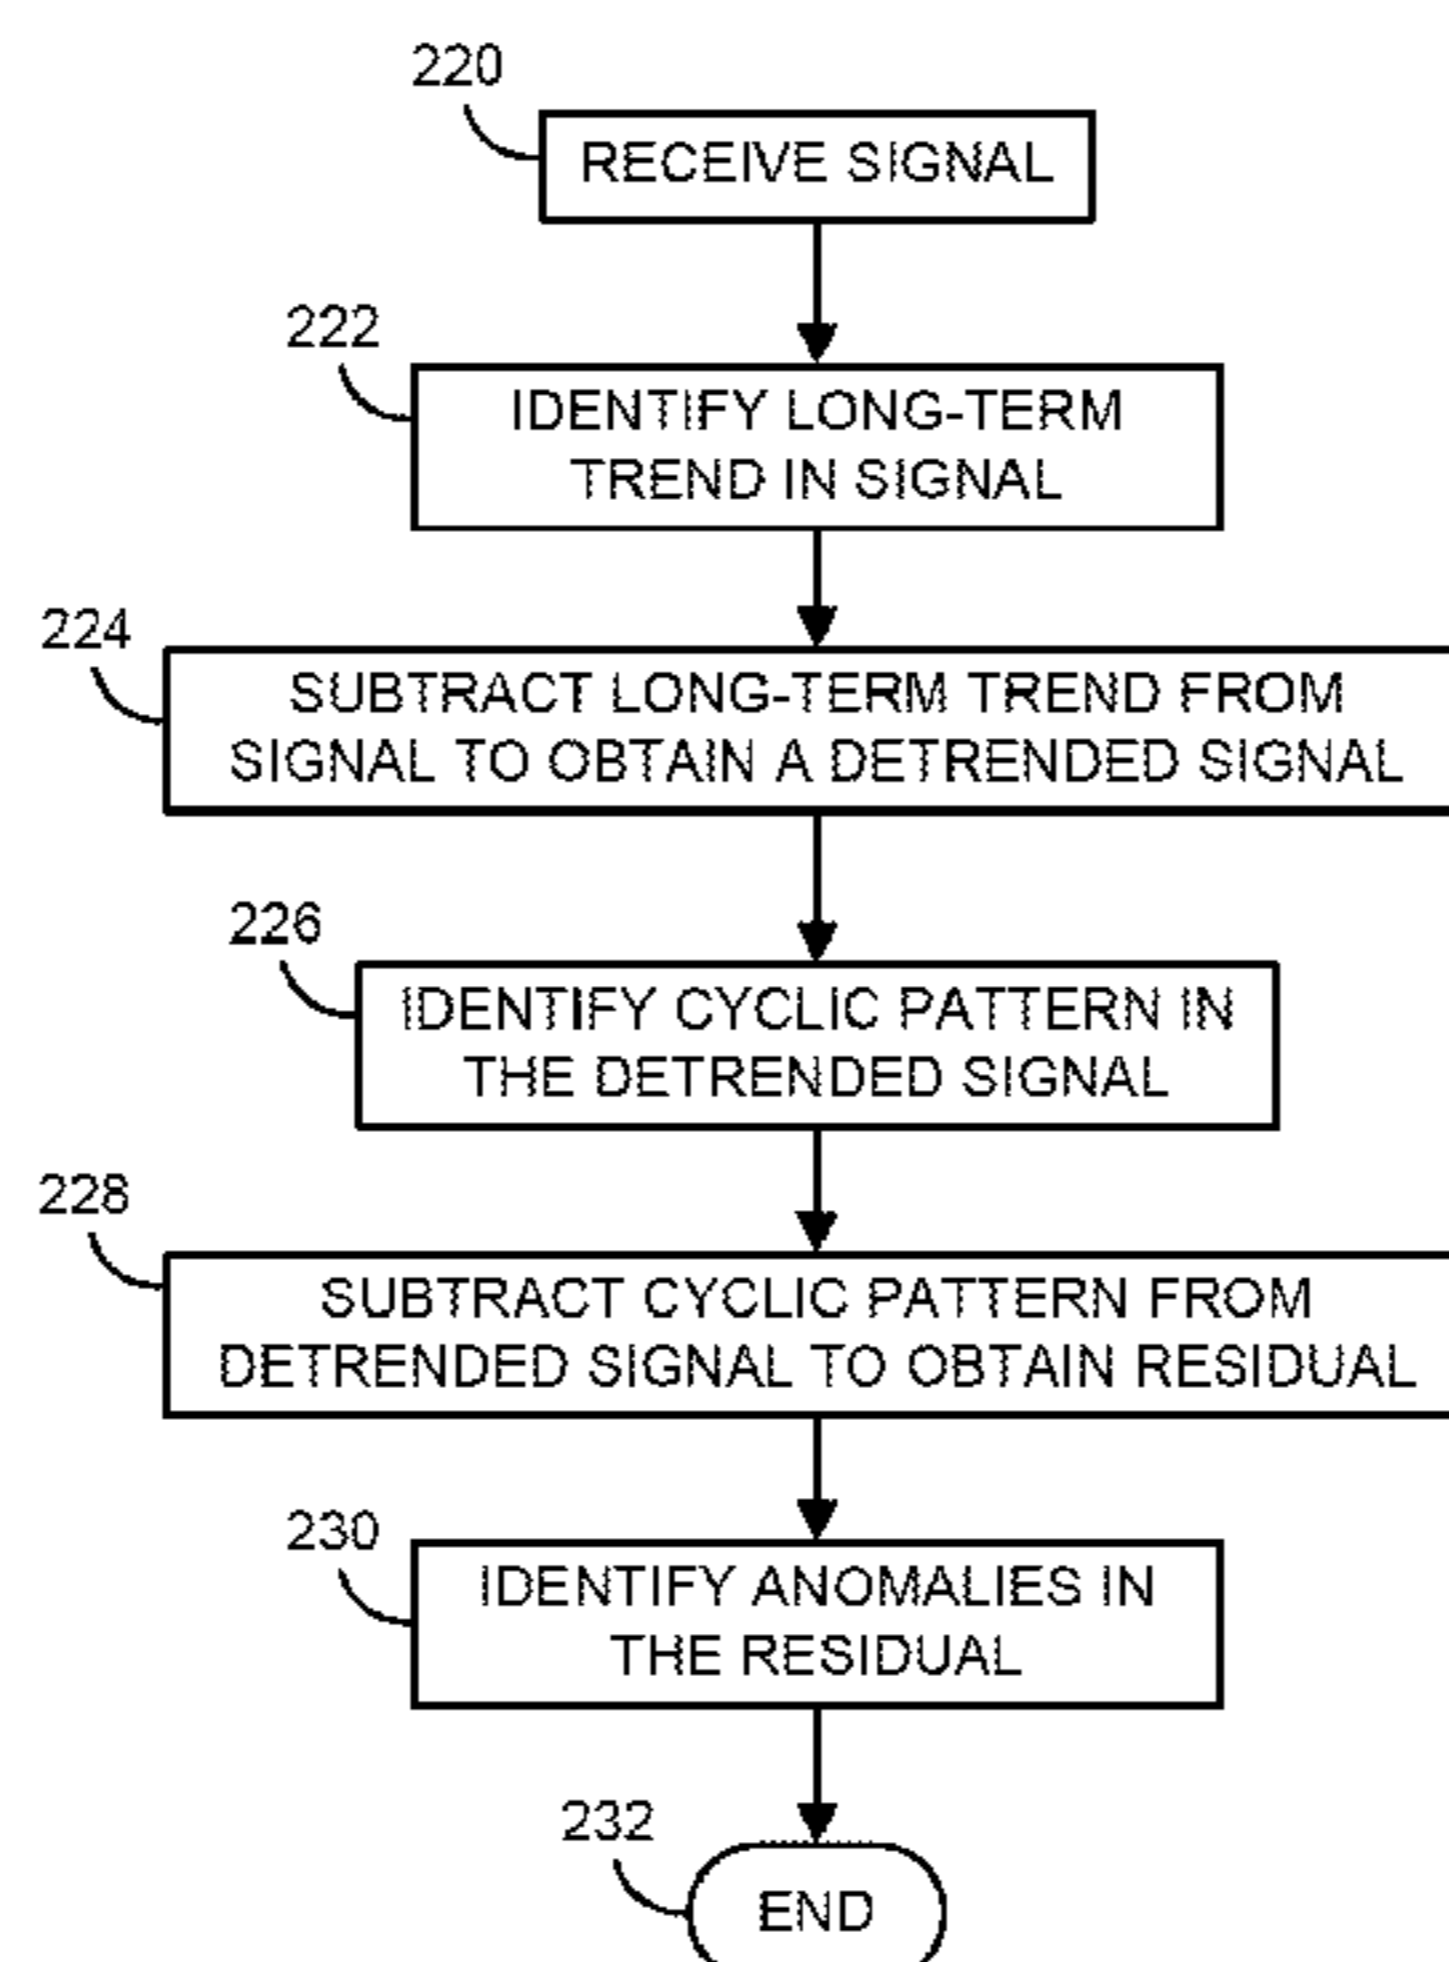 220
RECEIVE SIGNAL
222
IDENTIFY LONG-TERM
TREND IN SIGNAL
224
SUBTRACT LONG-TERM TREND FROM
SIGNAL TO OBTAIN A DETRENDED SIGNAL
226
IDENTIFY CYCLIC PATTERN IN
THE DETRENDED SIGNAL
228
SUBTRACT CYCLIC PATTERN FROM
DETRENDED SIGNAL TO OBTAIN RESIDUAL
230
IDENTIFY ANOMALIES IN
THE RESIDUAL
232
END